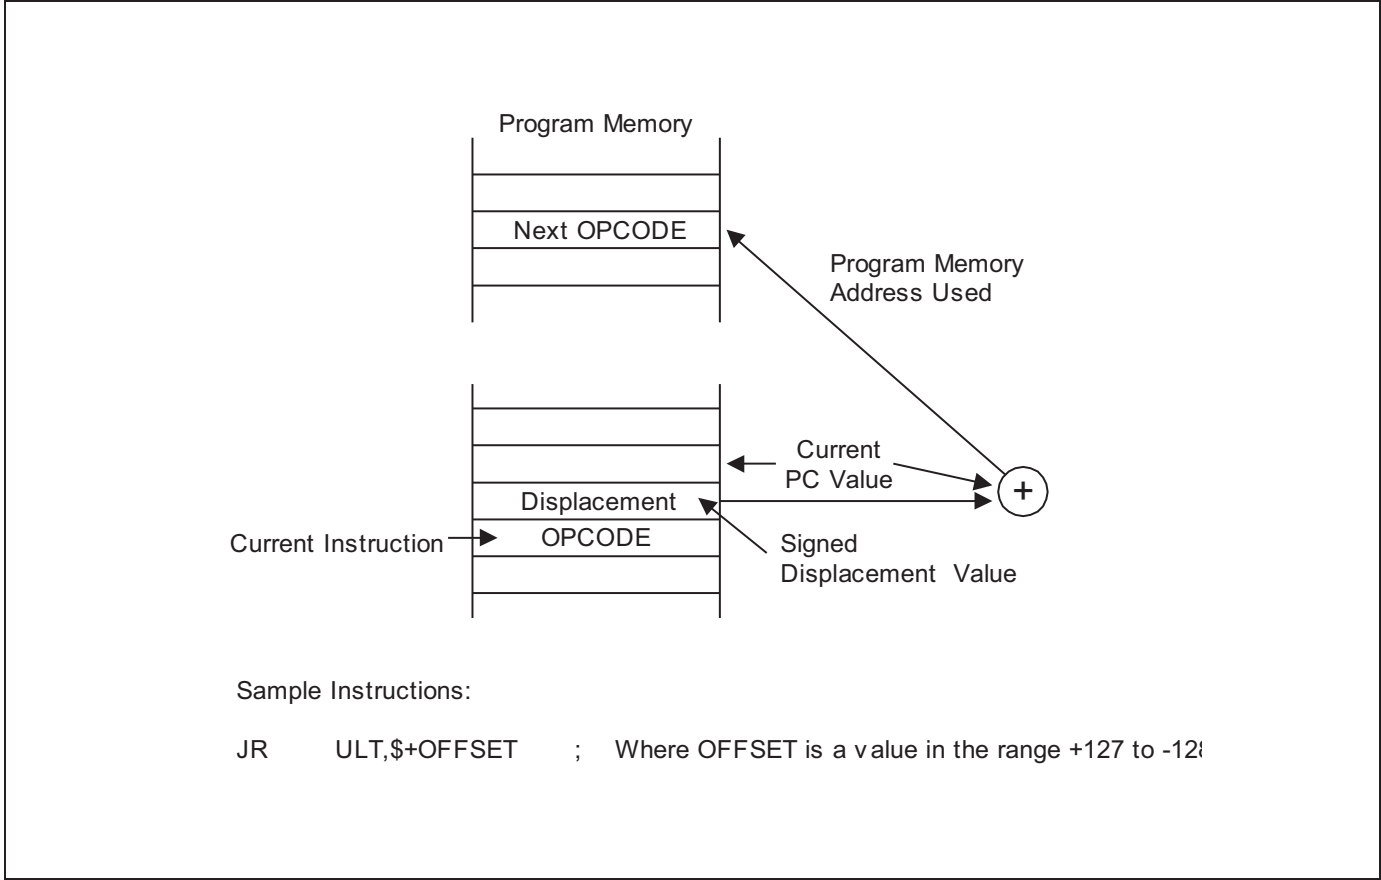 Program Memory
Next OPCODE
Program Memory
Address Used
Current
PC Value
+
Displacement
OPCODE
Current Instruction
Signed
Displacement Value
Sample Instructions:
JR ULT,$+OFFSET ; Where OFFSET is a value in the range +127 to